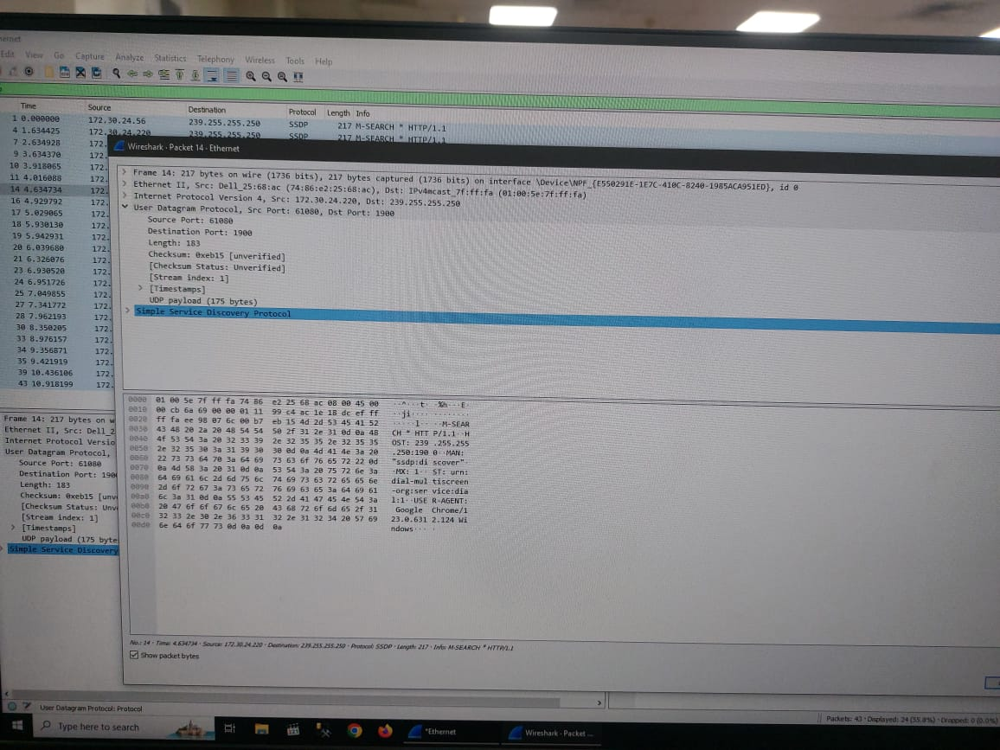 Edit View Go Capture Analyze Statistics Telephony Wireless Tools Help
Time Source Destination Protocol Length Info
1 0.000000 172.30.24.56 239.255.255.250 SSDP 217 M-SEARCH * HTTP/1.1
4 1.634425 172.30.24.220 239.255.255.250 SSDP 217 M-SEARCH * HTTP/1.1
7 2.634928 172.
9 3.634370 172.
10 3.918065 172.
11 4.016088 172.
14 4.634734 172.
16 4.929792 172.
17 5.029065 172.
18 5.930130 172.
19 5.942931 172.
20 6.039680 172.
21 6.326076 172.
23 6.930520 172.
24 6.951726 172.
25 7.049855 172.
27 7.341772 172.
28 7.962193 172.
30 8.350205 172.
33 8.976157 172.
34 9.356871 172.
35 9.421919 172.
39 10.436106 172.
43 10.918199 172.
Wireshark · Packet 14 · Ethernet
Frame 14: 217 bytes on wire (1736 bits), 217 bytes captured (1736 bits) on interface \Device\NPF_{E550291E-1E7C-410C-8240-1985ACA951ED}, id 0
Ethernet II, Src: Dell_25:68:ac (74:86:e2:25:68:ac), Dst: IPv4mcast_7f:ff:fa (01:00:5e:7f:ff:fa)
Internet Protocol Version 4, Src: 172.30.24.220, Dst: 239.255.255.250
User Datagram Protocol, Src Port: 61080, Dst Port: 1900
Source Port: 61080
Destination Port: 1900
Length: 183
Checksum: 0xeb15 [unverified]
[Checksum Status: Unverified]
[Stream index: 1]
[Timestamps]
UDP payload (175 bytes)
Simple Service Discovery Protocol
0000 01 00 5e 7f ff fa 74 86 e2 25 68 ac 08 00 45 00 ··^···t· ·%h···E·
0010 00 cb 6a 69 00 00 01 11 99 c4 ac 1e 18 dc ef ff ··ji···· ········
0020 ff fa ee 98 07 6c 00 b7 eb 15 4d 2d 53 45 41 52 ·····l·· ··M-SEAR
0030 43 48 20 2a 20 48 54 54 50 2f 31 2e 31 0d 0a 48 CH * HTT P/1.1··H
0040 4f 53 54 3a 20 32 33 39 2e 32 35 35 2e 32 35 35 OST: 239 .255.255
0050 2e 32 35 30 3a 31 39 30 30 0d 0a 4d 41 4e 3a 20 .250:190 0··MAN:
0060 22 73 73 64 70 3a 64 69 73 63 6f 76 65 72 22 0d "ssdp:di scover"·
0070 0a 4d 58 3a 20 31 0d 0a 53 54 3a 20 75 72 6e 3a ·MX: 1·· ST: urn:
0080 64 69 61 6c 2d 6d 75 6c 74 69 73 63 72 65 65 6e dial-mul tiscreen
0090 2d 6f 72 67 3a 73 65 72 76 69 63 65 3a 64 69 61 -org:ser vice:dia
00a0 6c 3a 31 0d 0a 55 53 45 52 2d 41 47 45 4e 54 3a l:1··USE R-AGENT:
00b0 20 47 6f 6f 67 6c 65 20 43 68 72 6f 6d 65 2f 31 Google Chrome/1
00c0 32 33 2e 30 2e 36 33 31 32 2e 31 32 34 20 57 69 23.0.631 2.124 Wi
00d0 6e 64 6f 77 73 0d 0a 0d 0a ndows··· ·
No.: 14 · Time: 4.634734 · Source: 172.30.24.220 · Destination: 239.255.255.250 · Protocol: SSDP · Length: 217 · Info: M-SEARCH * HTTP/1.1
Show packet bytes
Frame 14: 217 bytes on w
Ethernet II, Src: Dell_2
Internet Protocol Versio
User Datagram Protocol,
Source Port: 61080
Destination Port: 190
Length: 183
Checksum: 0xeb15 [unv
[Checksum Status: Unv
[Stream index: 1]
[Timestamps]
UDP payload (175 byte
Simple Service Discovery
User Datagram Protocol: Protocol
Packets: 43 · Displayed: 24 (55.8%) · Dropped: 0 (0.0%)
Type here to search
*Ethernet
Wireshark · Packet ...